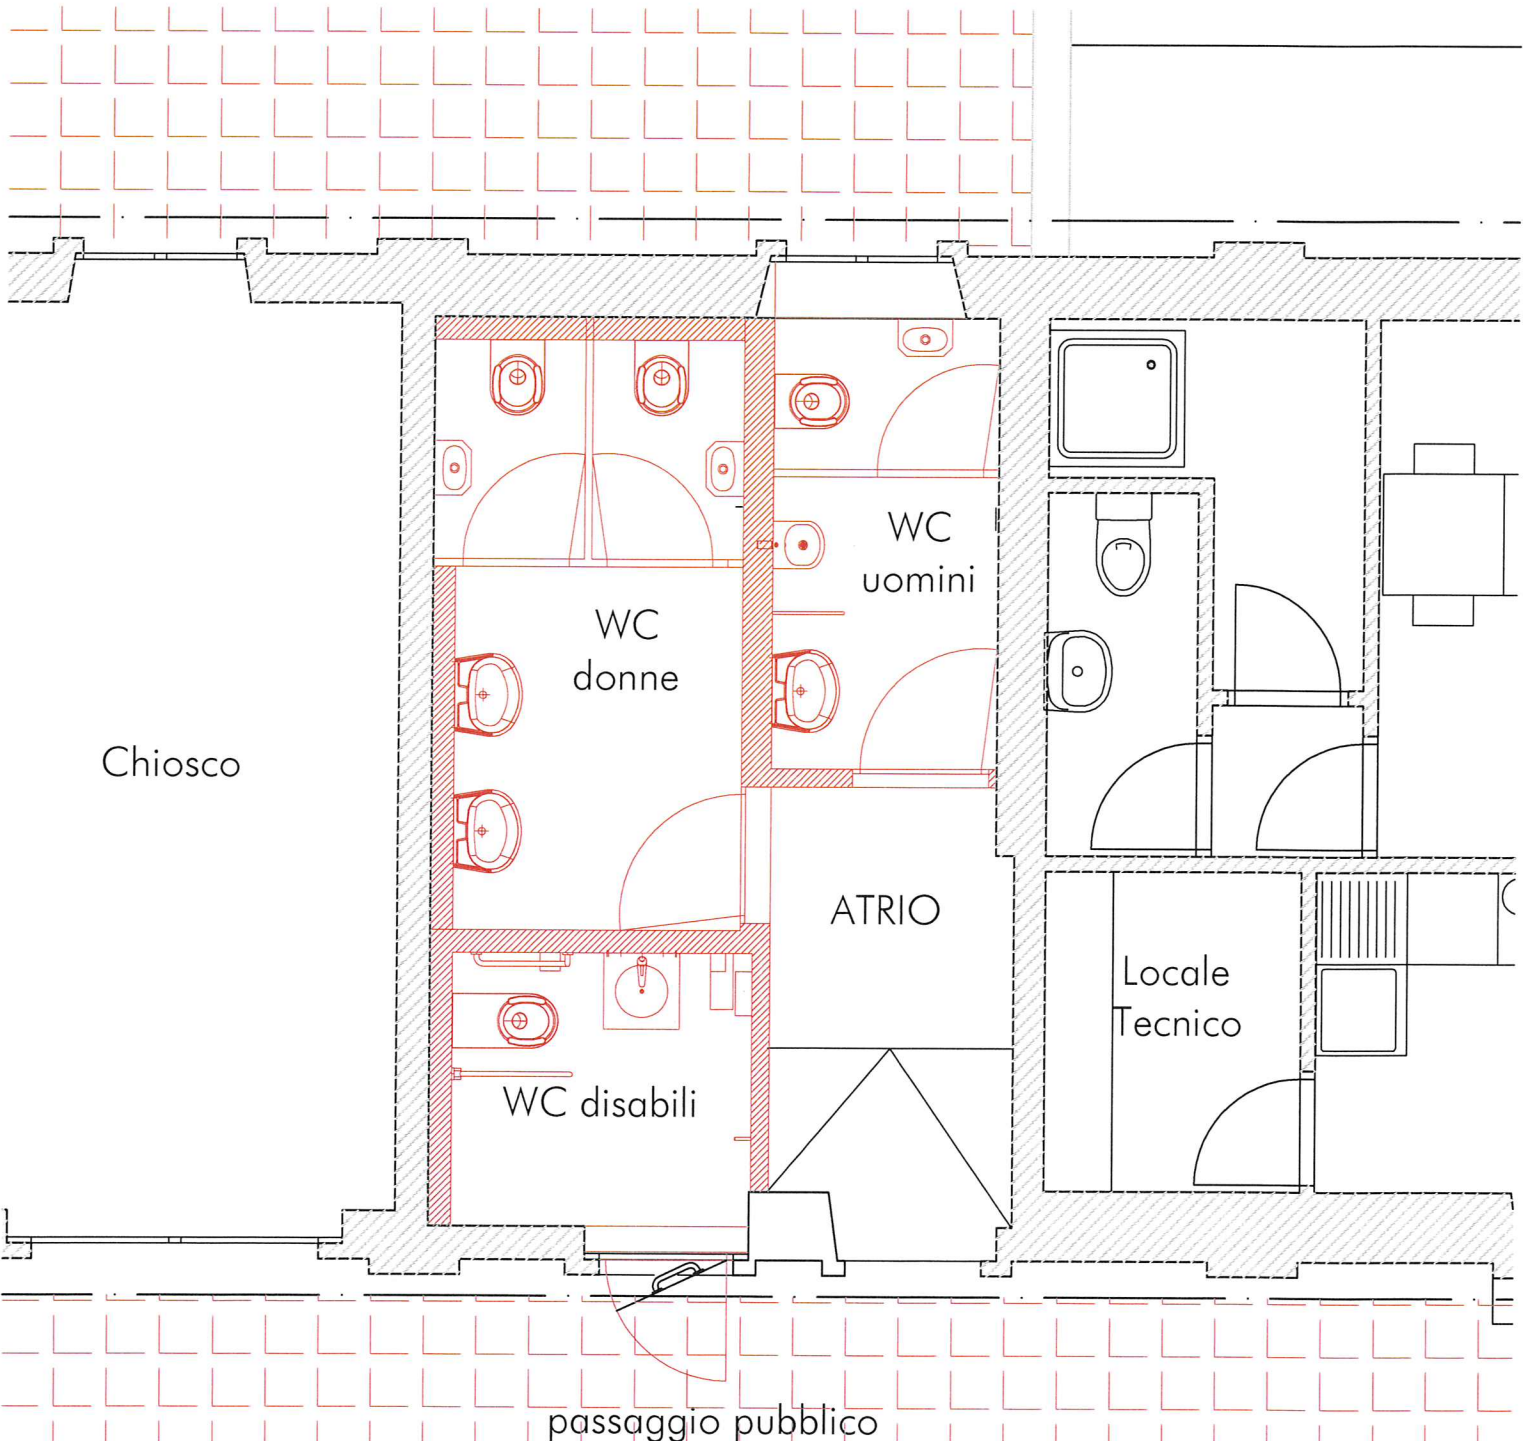 WC
uomini
WC
donne
Chiosco
ATRIO
Locale
Tecnico
WC disabili
passaggio pubblico